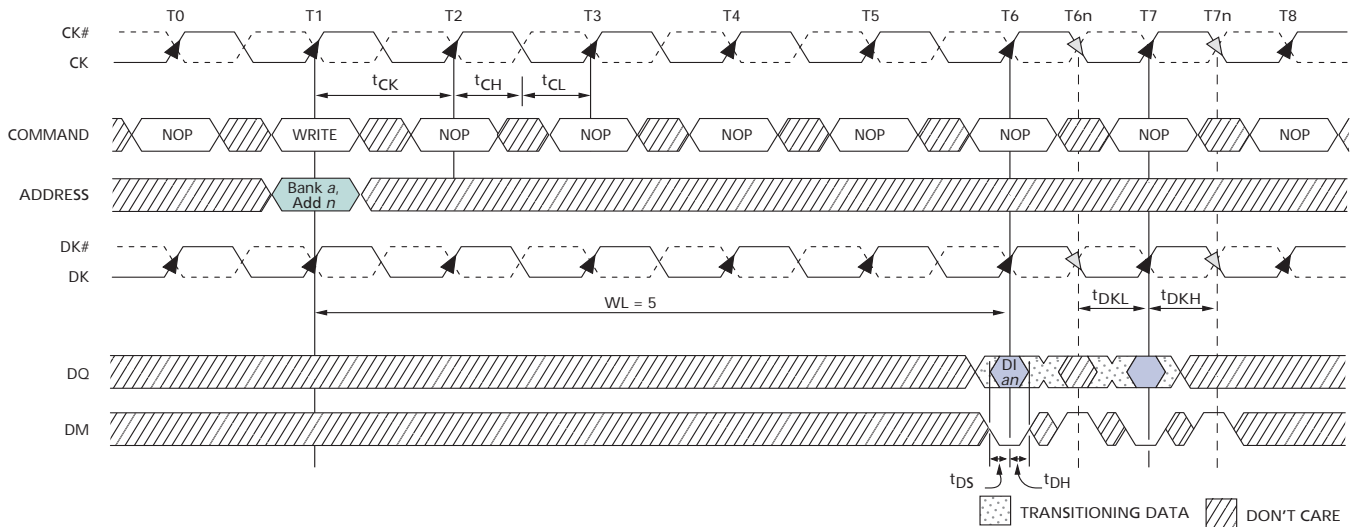 T0 T1 T2 T3 T4 T5 T6 T6n T7 T7n T8
CK#
CK
tCK tCH tCL
COMMAND NOP WRITE NOP NOP NOP NOP NOP NOP NOP
ADDRESS
Bank a,
Add n
DK#
DK
tDKL tDKH
WL = 5
DQ
DI
an
DM
tDS tDH
TRANSITIONING DATA DON'T CARE